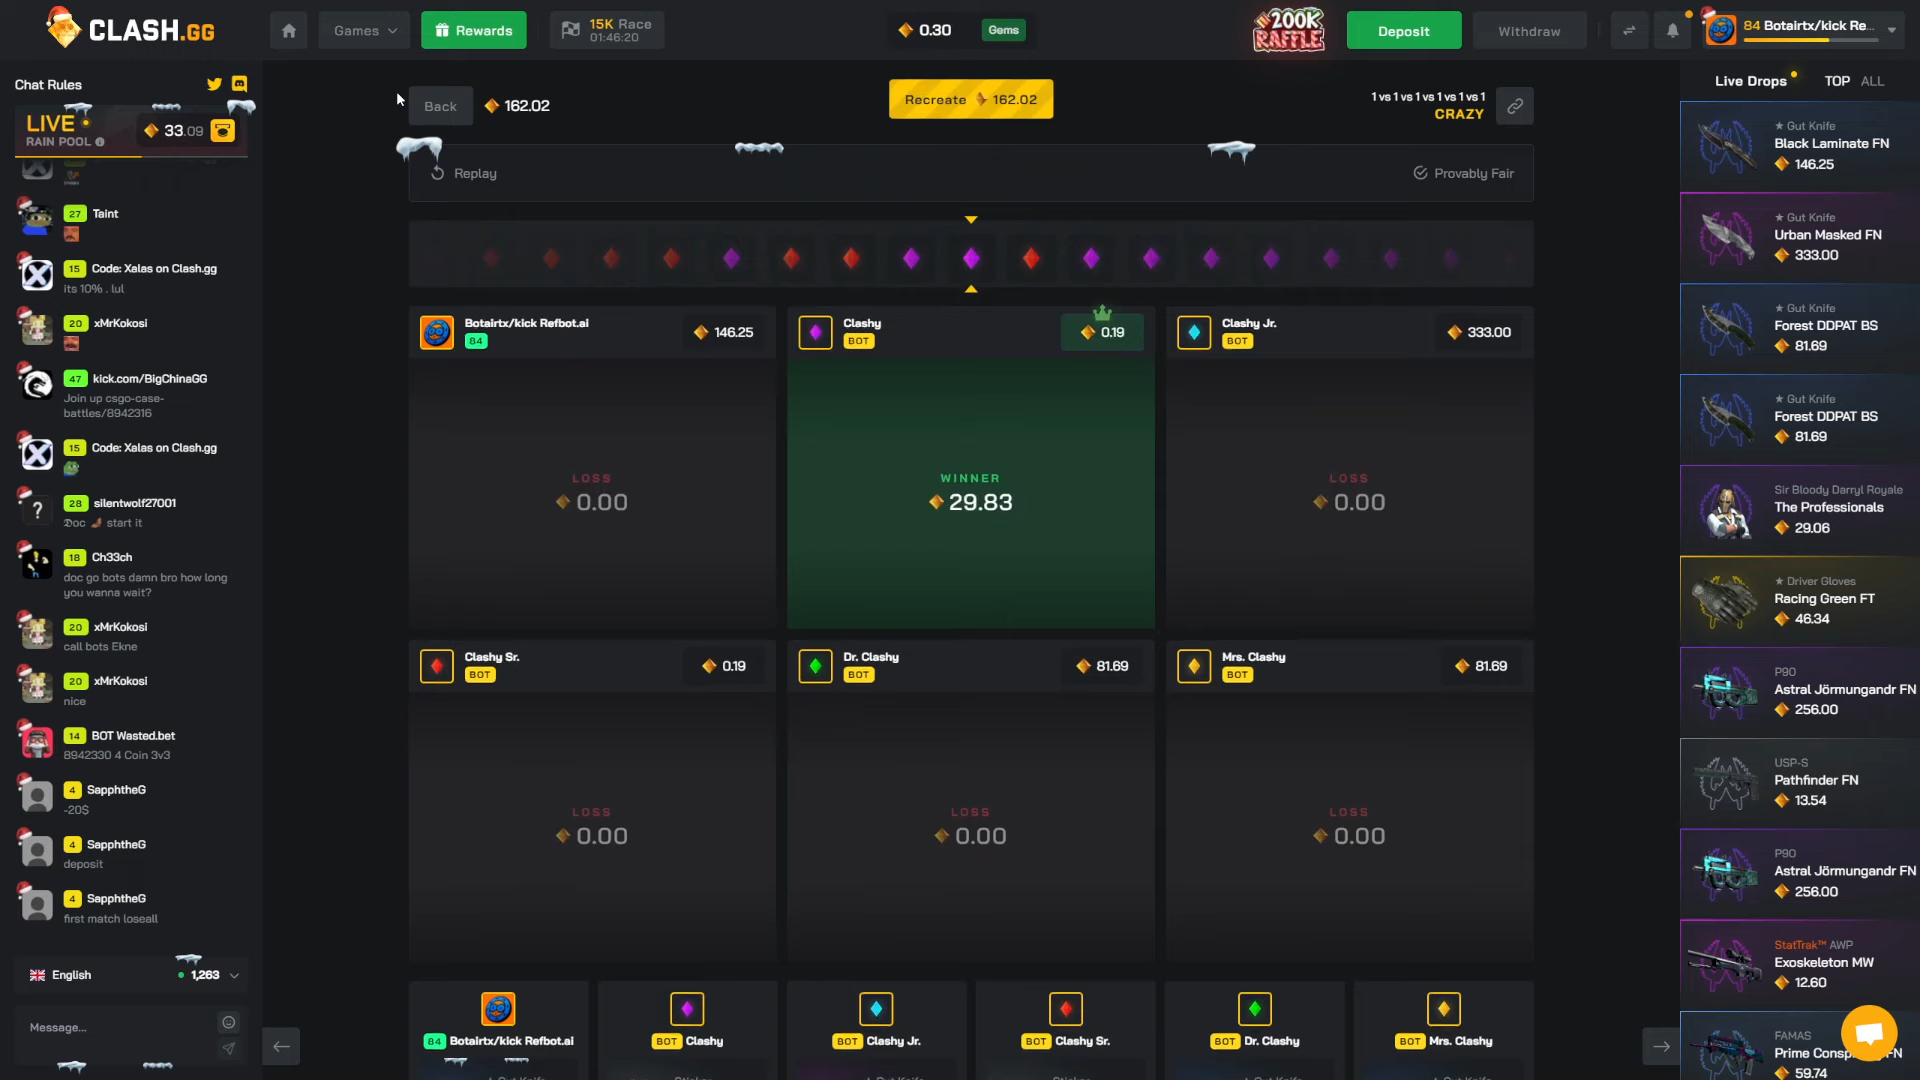 CLASH.GG
Games
Rewards
15K Race
01:46:20
0.30
Gems
200K
RAFFLE
Deposit
Withdraw
84 Botairtx/kick Re...
Chat Rules
LIVE
RAIN POOL
33.09
27 Taint
15 Code: Xalas on Clash.gg
its 10% . lul
20 xMrKokosi
47 kick.com/BigChinaGG
Join up csgo-case-
battles/8942316
15 Code: Xalas on Clash.gg
28 silentwolf27001
Doc start it
18 Ch33ch
doc go bots damn bro how long
you wanna wait?
20 xMrKokosi
call bots Ekne
20 xMrKokosi
nice
14 BOT Wasted.bet
8942330 4 Coin 3v3
4 SapphtheG
-20$
4 SapphtheG
deposit
4 SapphtheG
first match loseall
English
1,263
Message...
Back
162.02
Recreate 162.02
1 vs 1 vs 1 vs 1 vs 1 vs 1
CRAZY
Replay
Provably Fair
Botairtx/kick Refbot.ai
84
146.25
LOSS
0.00
Clashy
BOT
0.19
WINNER
29.83
Clashy Jr.
BOT
333.00
LOSS
0.00
Clashy Sr.
BOT
0.19
LOSS
0.00
Dr. Clashy
BOT
81.69
LOSS
0.00
Mrs. Clashy
BOT
81.69
LOSS
0.00
84 Botairtx/kick Refbot.ai
BOT Clashy
BOT Clashy Jr.
BOT Clashy Sr.
BOT Dr. Clashy
BOT Mrs. Clashy
Live Drops
TOP
ALL
★ Gut Knife
Black Laminate FN
146.25
★ Gut Knife
Urban Masked FN
333.00
★ Gut Knife
Forest DDPAT BS
81.69
★ Gut Knife
Forest DDPAT BS
81.69
Sir Bloody Darryl Royale
The Professionals
29.06
★ Driver Gloves
Racing Green FT
46.34
P90
Astral Jörmungandr FN
256.00
USP-S
Pathfinder FN
13.54
P90
Astral Jörmungandr FN
256.00
StatTrak™ AWP
Exoskeleton MW
12.60
FAMAS
Prime Consp FN
59.74